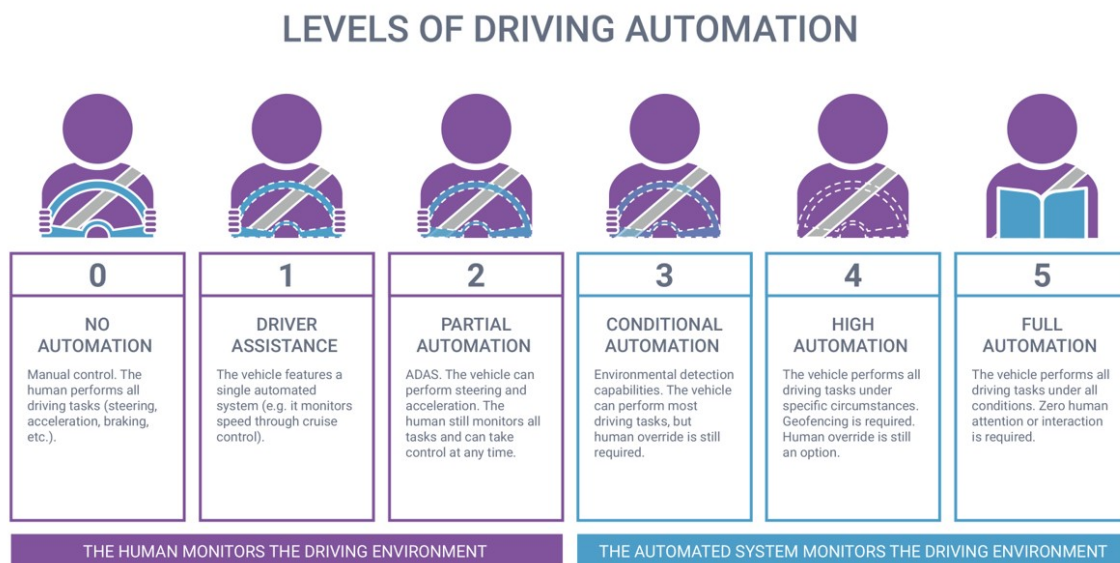 LEVELS OF DRIVING AUTOMATION
0
NO
AUTOMATION
Manual control. The
human performs all
driving tasks (steering,
acceleration, braking,
etc.).
1
DRIVER
ASSISTANCE
The vehicle features a
single automated
system (e.g. it monitors
speed through cruise
control).
2
PARTIAL
AUTOMATION
ADAS. The vehicle can
perform steering and
acceleration. The
human still monitors all
tasks and can take
control at any time.
3
CONDITIONAL
AUTOMATION
Environmental detection
capabilities. The vehicle
can perform most
driving tasks, but
human override is still
required.
4
HIGH
AUTOMATION
The vehicle performs all
driving tasks under
specific circumstances.
Geofencing is required.
Human override is still
an option.
5
FULL
AUTOMATION
The vehicle performs all
driving tasks under all
conditions. Zero human
attention or interaction
is required.
THE HUMAN MONITORS THE DRIVING ENVIRONMENT
THE AUTOMATED SYSTEM MONITORS THE DRIVING ENVIRONMENT